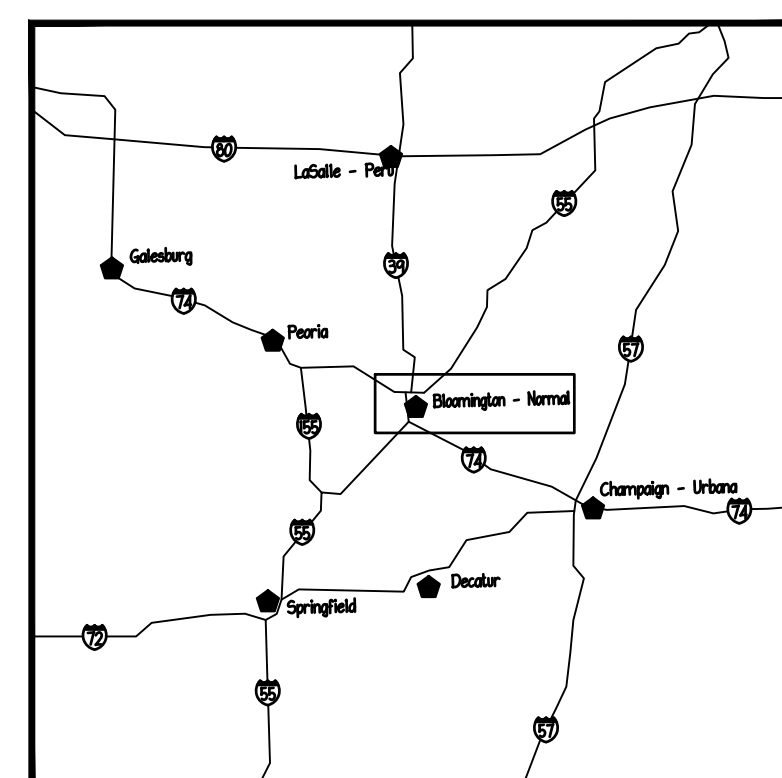 80
LaSalle - Peru
55
Galesburg
39
74
Peoria
57
Bloomington - Normal
155
74
Champaign - Urbana
74
55
Decatur
Springfield
72
55
57